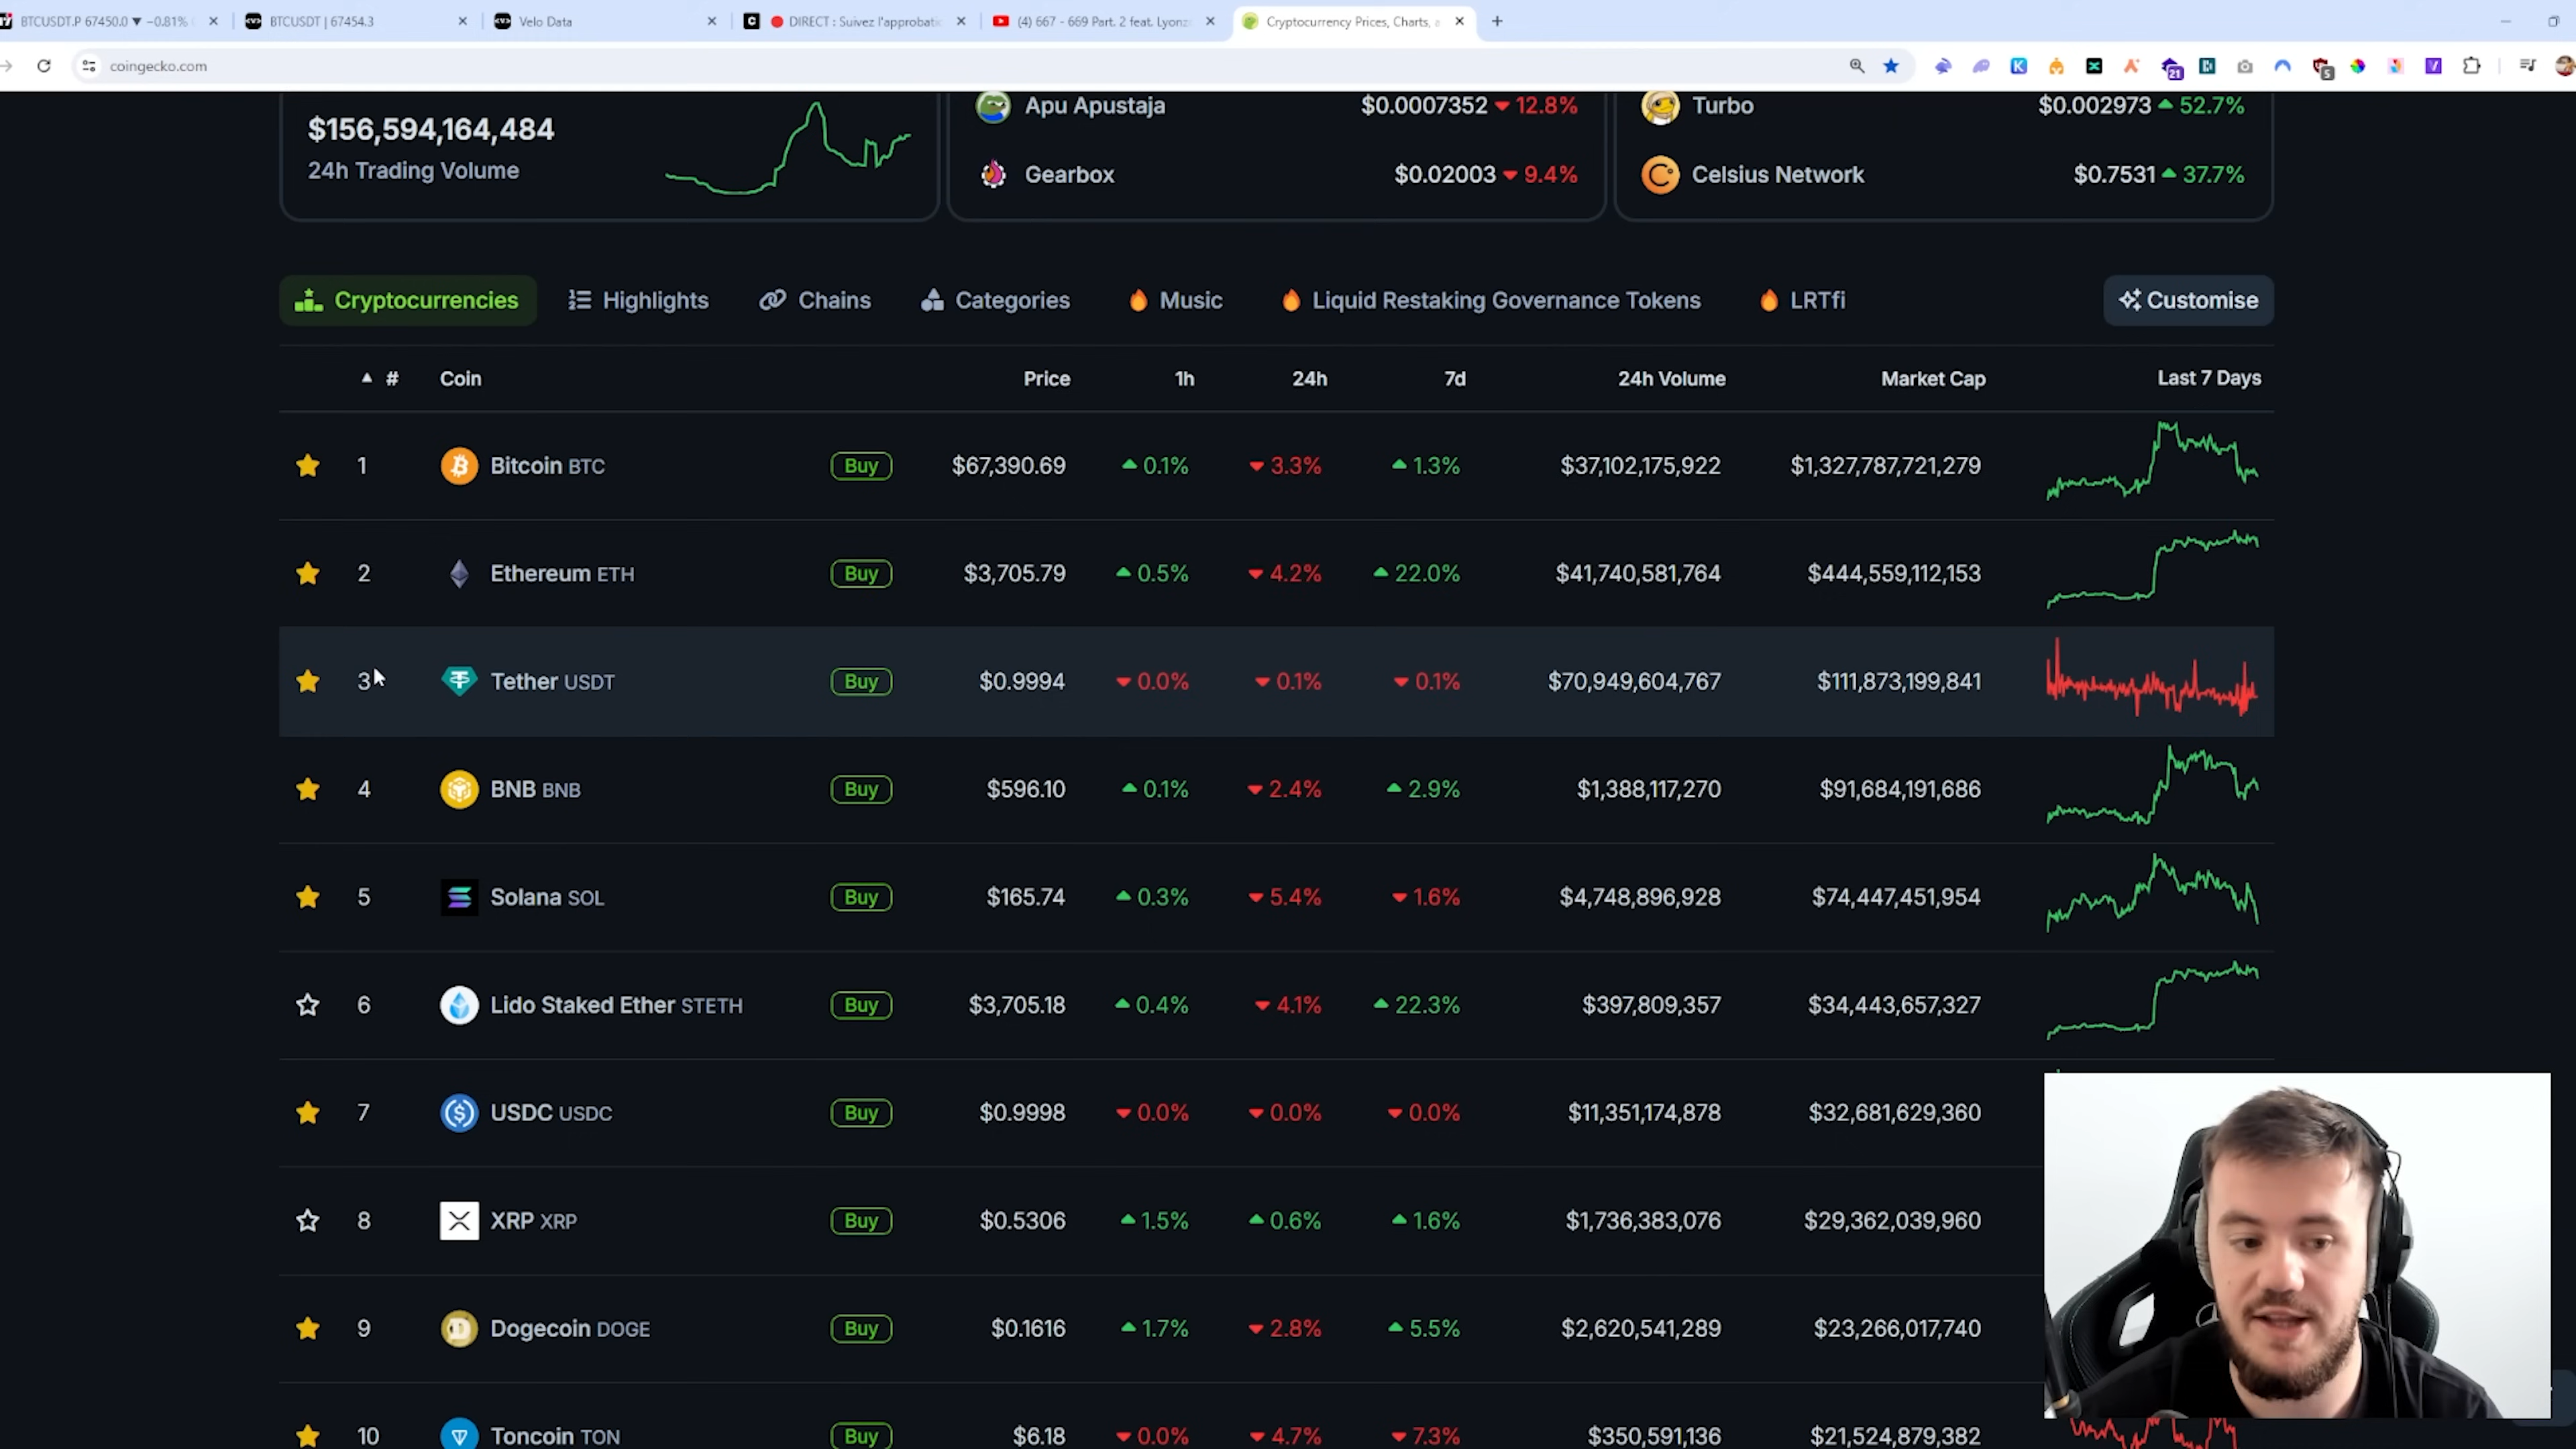 BTCUSDT.P 67450.0 ▼ −0.81%
BTCUSDT | 67454.3
Velo Data
DIRECT : Suivez l'approbati
(4) 667 - 669 Part. 2 feat. Lyonz
Cryptocurrency Prices, Charts, a
coingecko.com
21
5
$156,594,164,484
24h Trading Volume
Apu Apustaja $0.0007352 ▼ 12.8%
Gearbox $0.02003 ▼ 9.4%
Turbo $0.002973 ▲ 52.7%
Celsius Network $0.7531 ▲ 37.7%
Cryptocurrencies Highlights Chains Categories Music Liquid Restaking Governance Tokens LRTfi Customise
▲ # Coin Price 1h 24h 7d 24h Volume Market Cap Last 7 Days
1 Bitcoin BTC Buy $67,390.69 ▲ 0.1% ▼ 3.3% ▲ 1.3% $37,102,175,922 $1,327,787,721,279
2 Ethereum ETH Buy $3,705.79 ▲ 0.5% ▼ 4.2% ▲ 22.0% $41,740,581,764 $444,559,112,153
3 Tether USDT Buy $0.9994 ▼ 0.0% ▼ 0.1% ▼ 0.1% $70,949,604,767 $111,873,199,841
4 BNB BNB Buy $596.10 ▲ 0.1% ▼ 2.4% ▲ 2.9% $1,388,117,270 $91,684,191,686
5 Solana SOL Buy $165.74 ▲ 0.3% ▼ 5.4% ▼ 1.6% $4,748,896,928 $74,447,451,954
6 Lido Staked Ether STETH Buy $3,705.18 ▲ 0.4% ▼ 4.1% ▲ 22.3% $397,809,357 $34,443,657,327
7 USDC USDC Buy $0.9998 ▼ 0.0% ▼ 0.0% ▼ 0.0% $11,351,174,878 $32,681,629,360
8 XRP XRP Buy $0.5306 ▲ 1.5% ▲ 0.6% ▲ 1.6% $1,736,383,076 $29,362,039,960
9 Dogecoin DOGE Buy $0.1616 ▲ 1.7% ▼ 2.8% ▲ 5.5% $2,620,541,289 $23,266,017,740
10 Toncoin TON Buy $6.18 ▼ 0.0% ▼ 4.7% ▼ 7.3% $350,591,136 $21,524,879,382